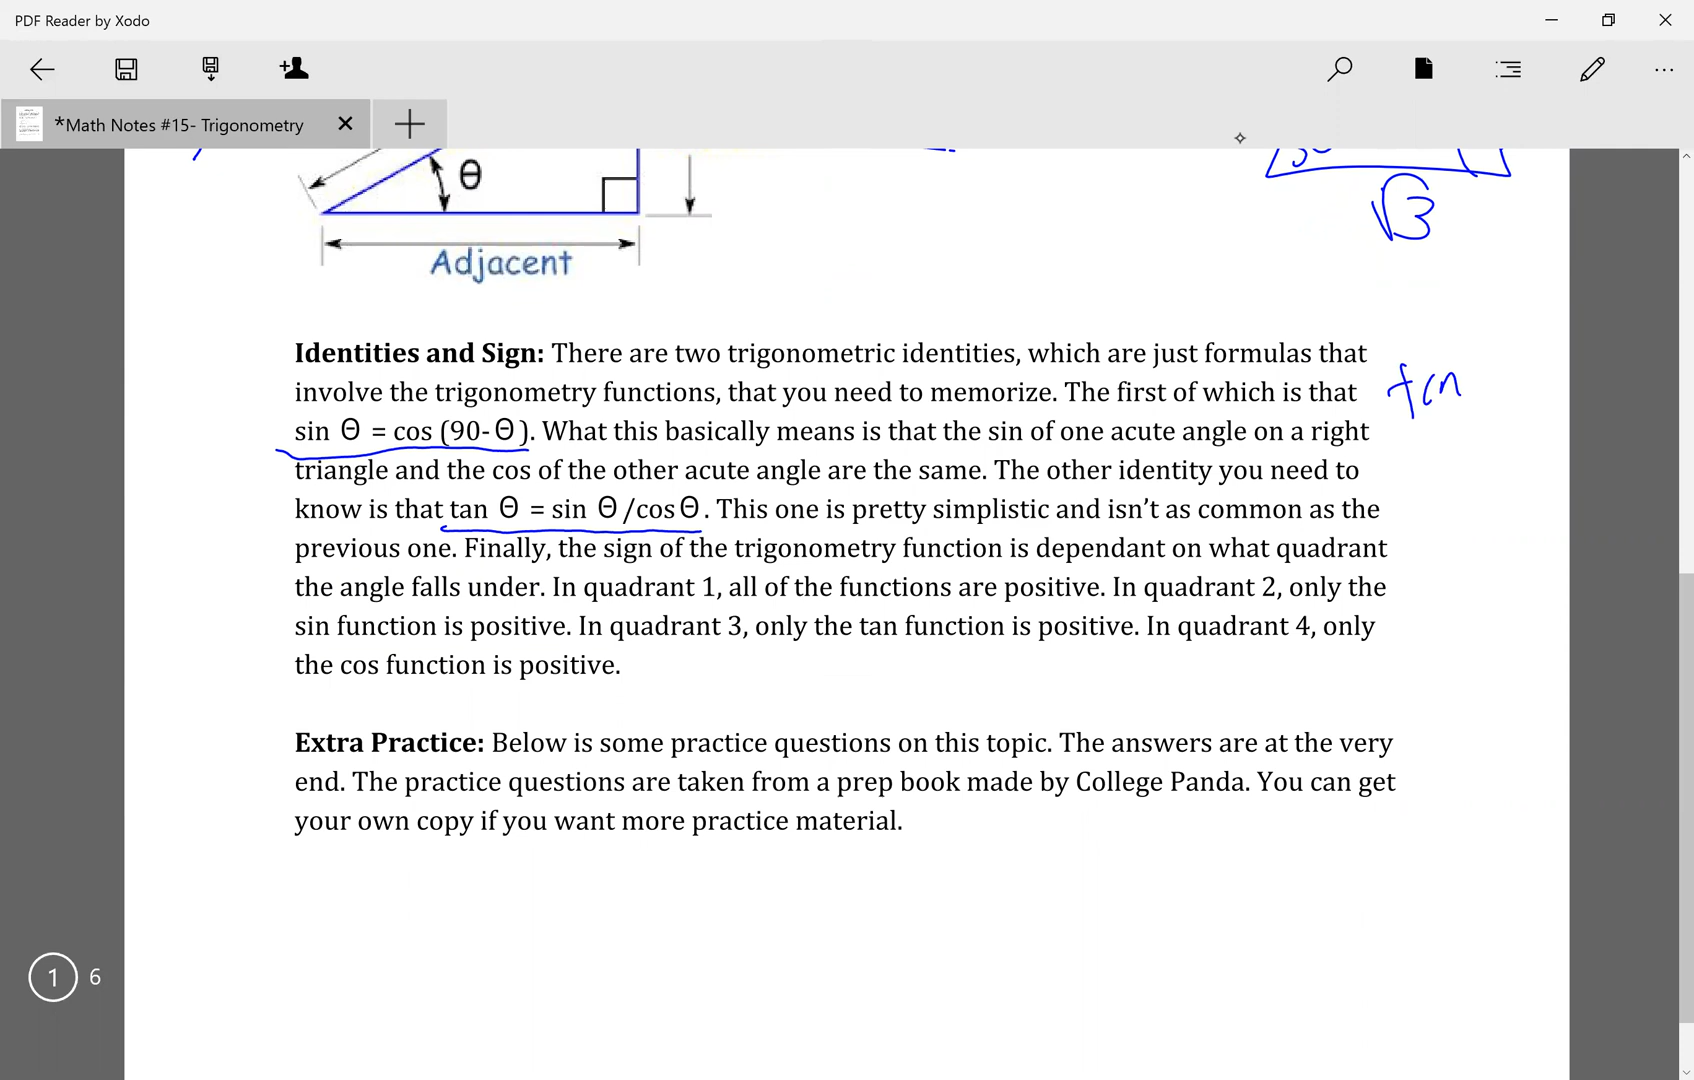 PDF Reader by Xodo
*Math Notes #15- Trigonometry
θ
√3
Adjacent
Identities and Sign: There are two trigonometric identities, which are just formulas that
involve the trigonometry functions, that you need to memorize. The first of which is that
sin Θ = cos (90-Θ). What this basically means is that the sin of one acute angle on a right
triangle and the cos of the other acute angle are the same. The other identity you need to
know is that tan Θ = sin Θ/cosΘ. This one is pretty simplistic and isn’t as common as the
previous one. Finally, the sign of the trigonometry function is dependant on what quadrant
the angle falls under. In quadrant 1, all of the functions are positive. In quadrant 2, only the
sin function is positive. In quadrant 3, only the tan function is positive. In quadrant 4, only
the cos function is positive.
Extra Practice: Below is some practice questions on this topic. The answers are at the very
end. The practice questions are taken from a prep book made by College Panda. You can get
your own copy if you want more practice material.
1 6